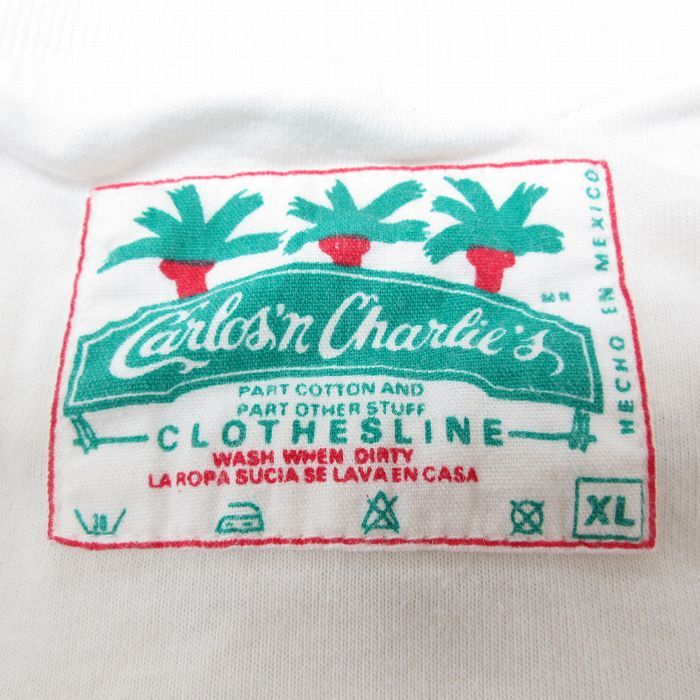 Carlos'n Charlie's
PART COTTON AND
PART OTHER STUFF
CLOTHESLINE
WASH WHEN DIRTY
LA ROPA SUCIA SE LAVA EN CASA
30
XL
HECHO EN MEXICO